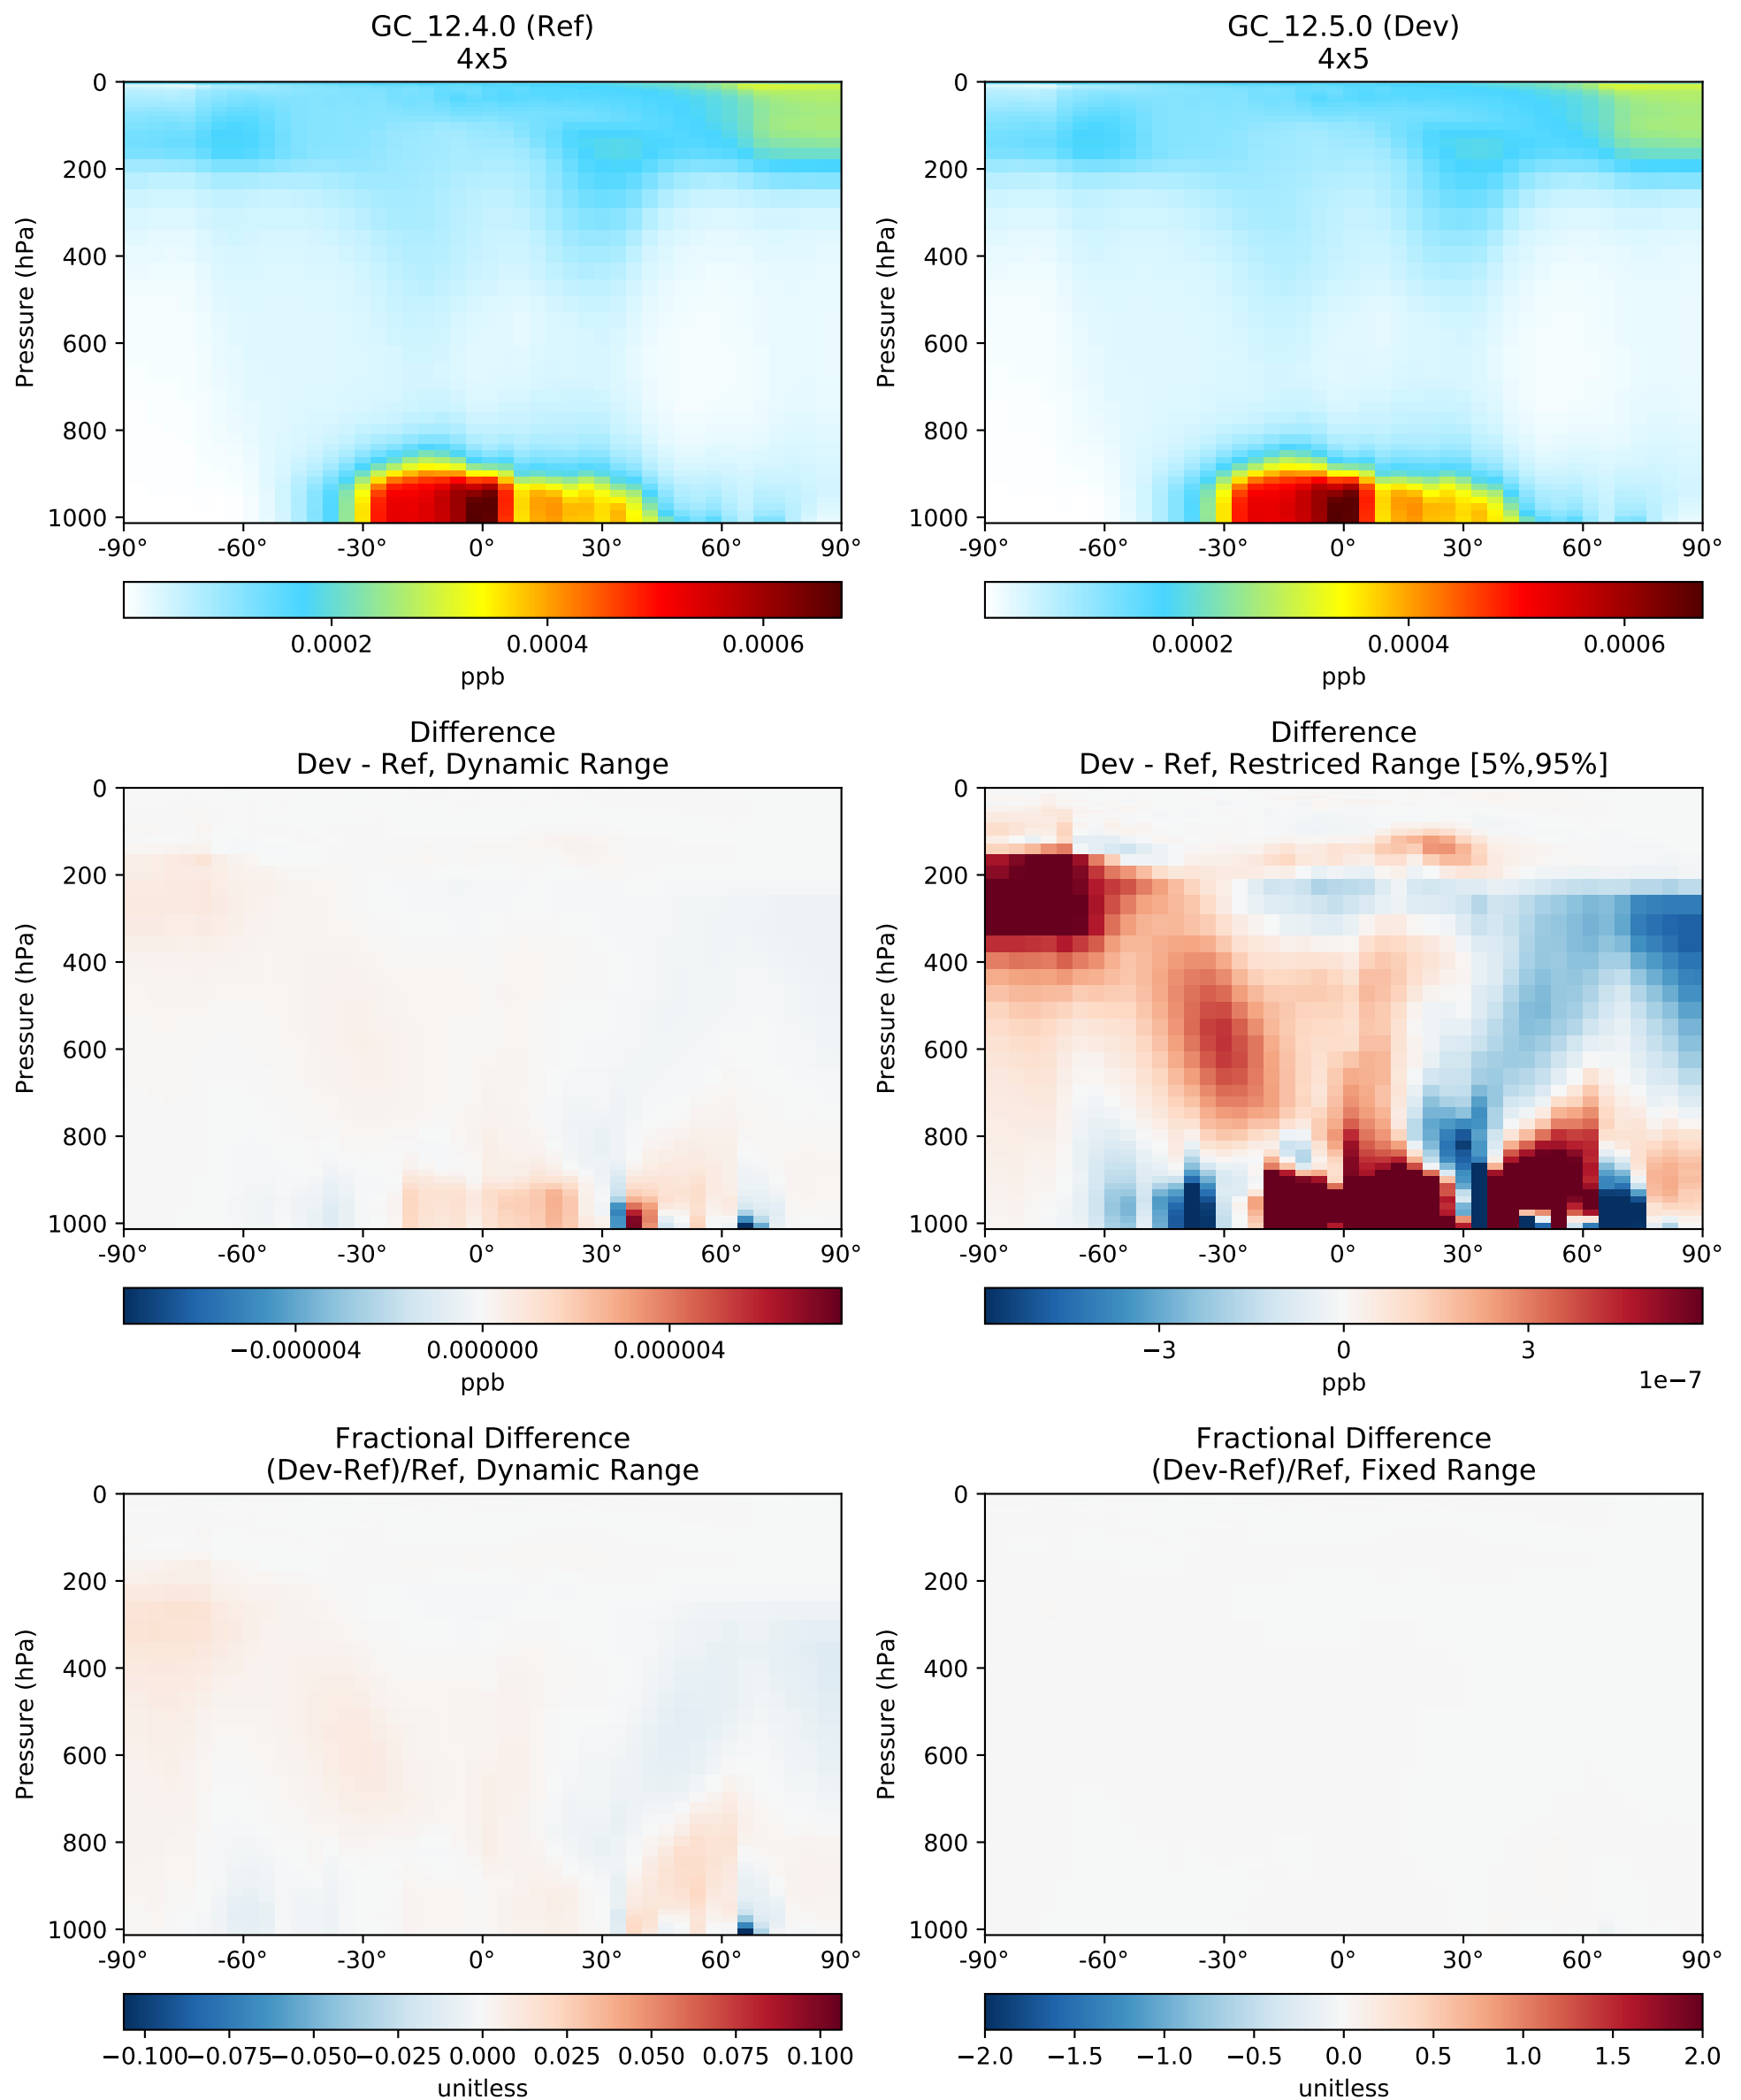 GC_12.4.0 (Ref)
4x5
GC_12.5.0 (Dev)
4x5
Pressure (hPa)
0
200
400
600
800
1000
-90° -60° -30° 0° 30° 60° 90°
0.0002 0.0004 0.0006
ppb
Pressure (hPa)
0
200
400
600
800
1000
-90° -60° -30° 0° 30° 60° 90°
0.0002 0.0004 0.0006
ppb
Difference
Dev - Ref, Dynamic Range
Pressure (hPa)
0
200
400
600
800
1000
-90° -60° -30° 0° 30° 60° 90°
−0.000004 0.000000 0.000004
ppb
Difference
Dev - Ref, Restriced Range [5%,95%]
Pressure (hPa)
0
200
400
600
800
1000
-90° -60° -30° 0° 30° 60° 90°
−3 0 3
ppb
1e−7
Fractional Difference
(Dev-Ref)/Ref, Dynamic Range
Pressure (hPa)
0
200
400
600
800
1000
-90° -60° -30° 0° 30° 60° 90°
−0.100 −0.075 −0.050 −0.025 0.000 0.025 0.050 0.075 0.100
unitless
Fractional Difference
(Dev-Ref)/Ref, Fixed Range
Pressure (hPa)
0
200
400
600
800
1000
-90° -60° -30° 0° 30° 60° 90°
−2.0 −1.5 −1.0 −0.5 0.0 0.5 1.0 1.5 2.0
unitless